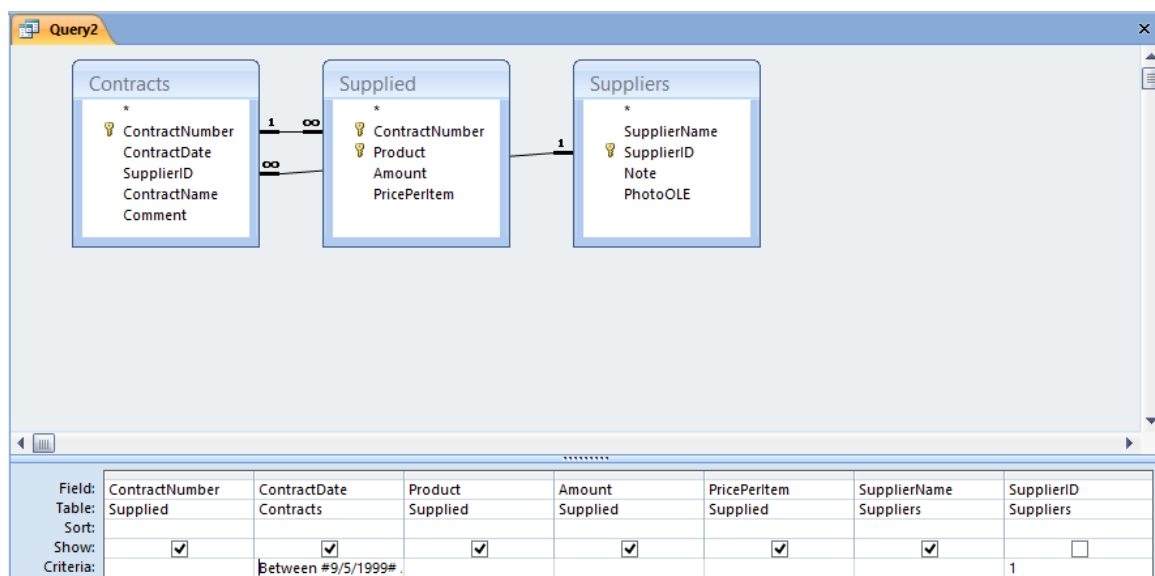 Query2
Contracts Supplied Suppliers
* * *
ContractNumber ContractNumber SupplierName
ContractDate Product SupplierID
SupplierID Amount Note
ContractName PricePerItem PhotoOLE
Comment
1 ∞
∞ 1
Field: ContractNumber ContractDate Product Amount PricePerItem SupplierName SupplierID
Table: Supplied Contracts Supplied Supplied Supplied Suppliers Suppliers
Sort:
Show:
Criteria: Between #9/5/1999# . 1